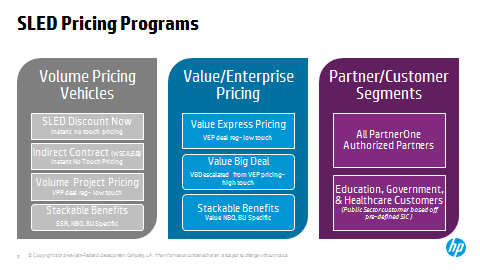 SLED Pricing Programs
Volume Pricing
Vehicles
SLED Discount Now
Instant no touch pricing
Indirect Contract
Instant No Touch Pricing
Volume Project Pricing
VPP deal reg- low touch
Stackable Benefits
SSR, NBO, BU Specific
Value/Enterprise
Pricing
Value Express Pricing
VEP deal reg- low touch
Value Big Deal
VBD escalated from VEP pricing-
high touch
Stackable Benefits
Value NBO, BU Specific
Partner/Customer
Segments
All PartnerOne
Authorized Partners
Education, Government,
& Healthcare Customers
(Public Sector customer based off
pre-defined SIC )
© Copyright Hewlett-Packard Development Company, L.P. The information contained herein is subject to change without notice.
hp